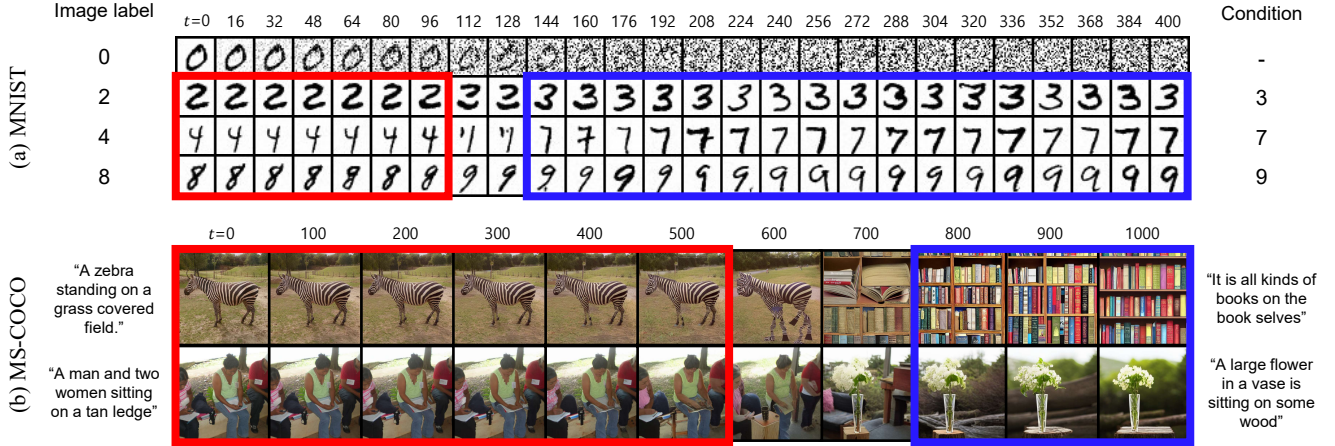 Image label
t=0 16 32 48 64 80 96 112 128 144 160 176 192 208 224 240 256 272 288 304 320 336 352 368 384 400
Condition
(a) MNIST
0
-
2
3
4
7
8
9
t=0 100 200 300 400 500 600 700 800 900 1000
(b) MS-COCO
“A zebra
standing on a
grass covered
field.”
“It is all kinds of
books on the
book selves”
“A man and two
women sitting
on a tan ledge”
“A large flower
in a vase is
sitting on some
wood”